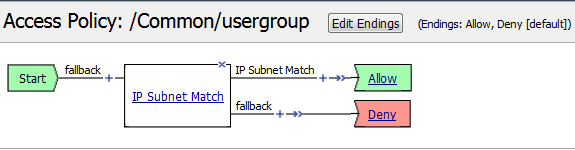 Access Policy: /Common/usergroup Edit Endings (Endings: Allow, Deny [default])
Start fallback IP Subnet Match IP Subnet Match Allow
fallback Deny